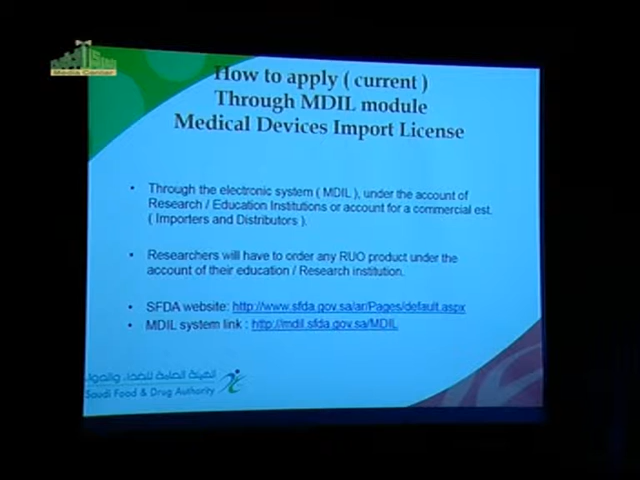 Media Center
How to apply ( current )
Through MDIL module
Medical Devices Import License
• Through the electronic system ( MDIL ), under the account of
Research / Education Institutions or account for a commercial est.
( Importers and Distributors ).
• Researchers will have to order any RUO product under the
account of their education / Research institution.
• SFDA website: http://www.sfda.gov.sa/ar/Pages/default.aspx
• MDIL system link : http://mdil.sfda.gov.sa/MDIL
الهيئة العامة للغذاء والدواء
Saudi Food & Drug Authority